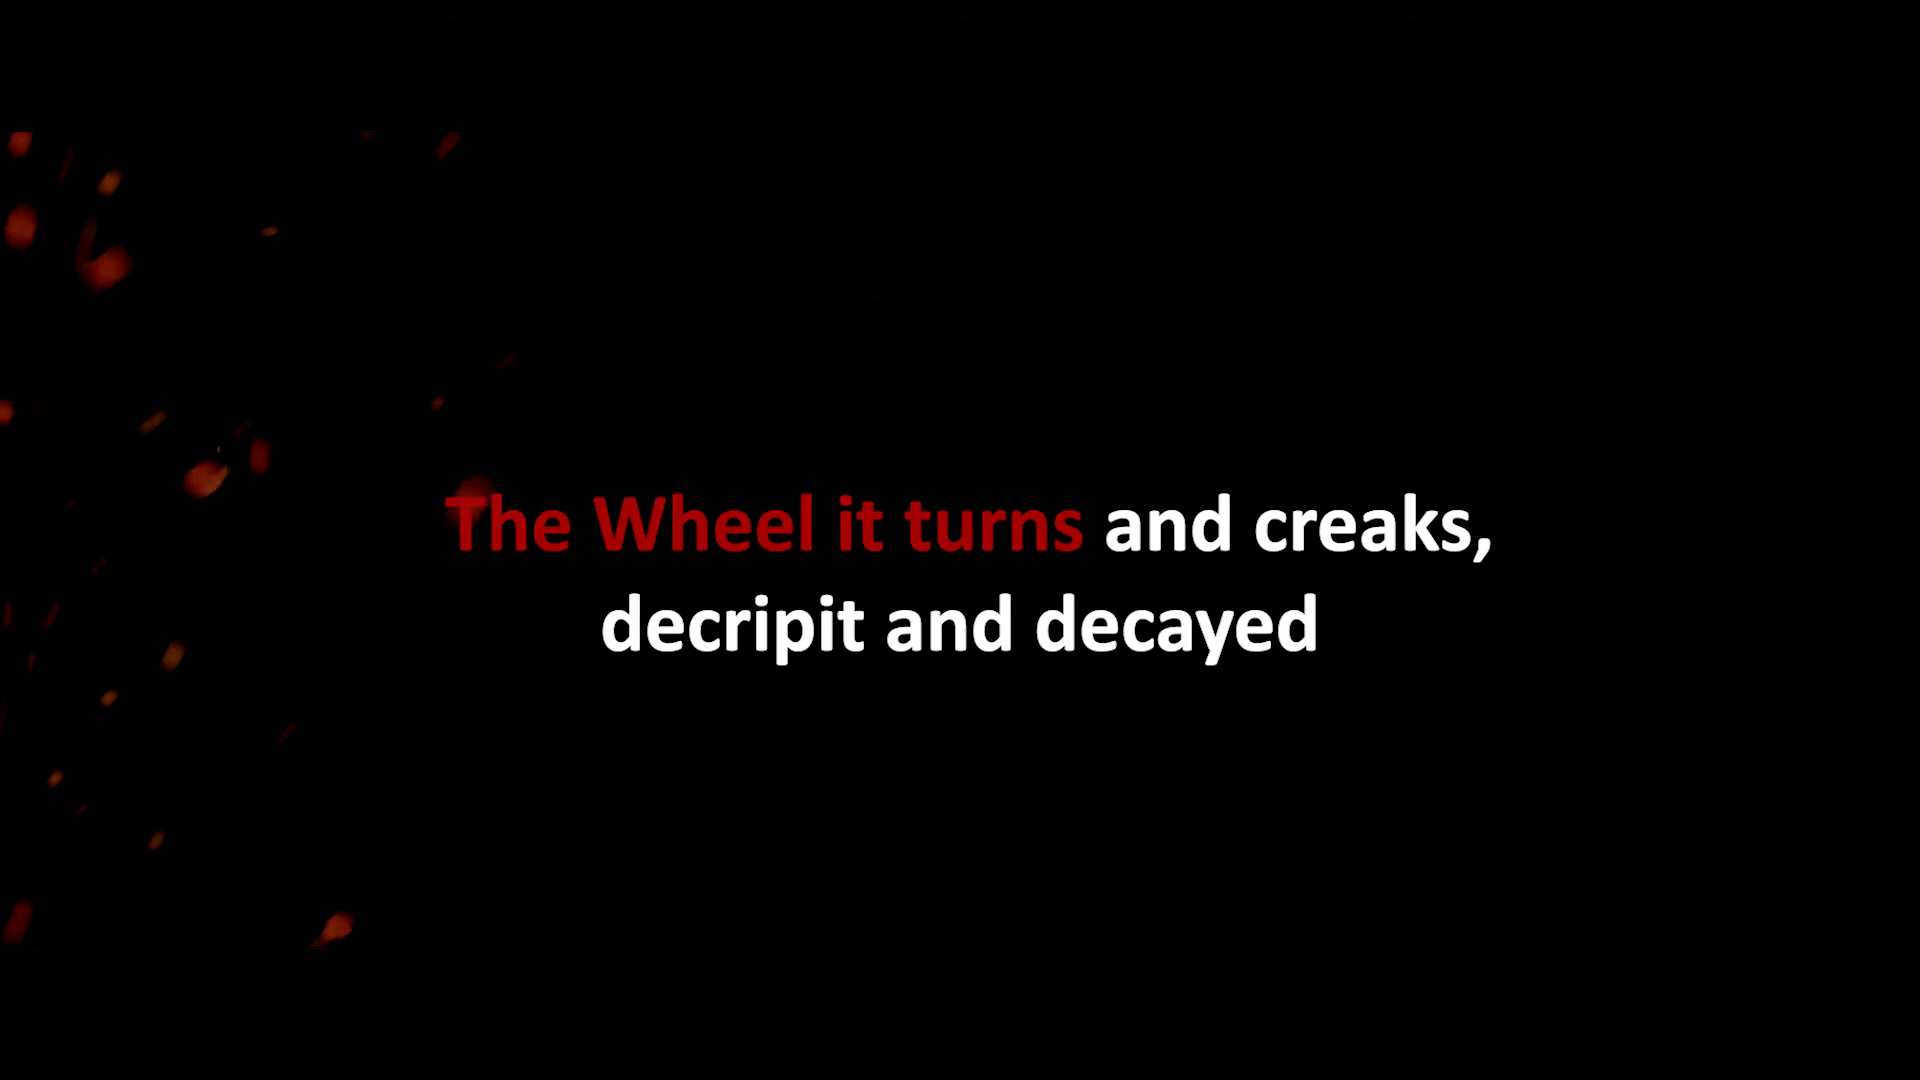 The Wheel it turns and creaks,
decripit and decayed